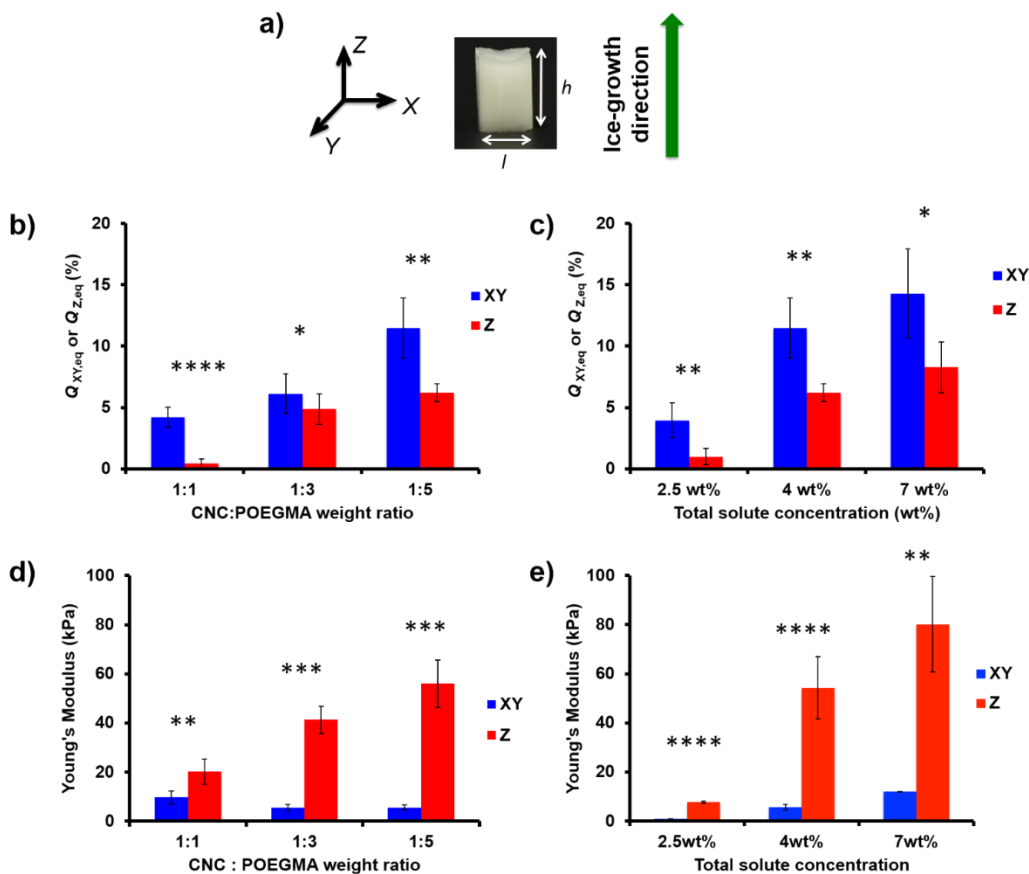 a)
Z
X
Y
h
l
Ice-growth
direction
b)
Q XY,eq or Q Z,eq (%)
20
15
10
5
0
****
*
**
XY
Z
1:1 1:3 1:5
CNC:POEGMA weight ratio
c)
Q XY,eq or Q Z,eq (%)
20
15
10
5
0
**
**
*
XY
Z
2.5 wt% 4 wt% 7 wt%
Total solute concentration (wt%)
d)
Young's Modulus (kPa)
100
80
60
40
20
0
**
***
***
XY
Z
1:1 1:3 1:5
CNC : POEGMA weight ratio
e)
Young's Modulus (kPa)
100
80
60
40
20
0
****
****
**
XY
Z
2.5wt% 4wt% 7wt%
Total solute concentration